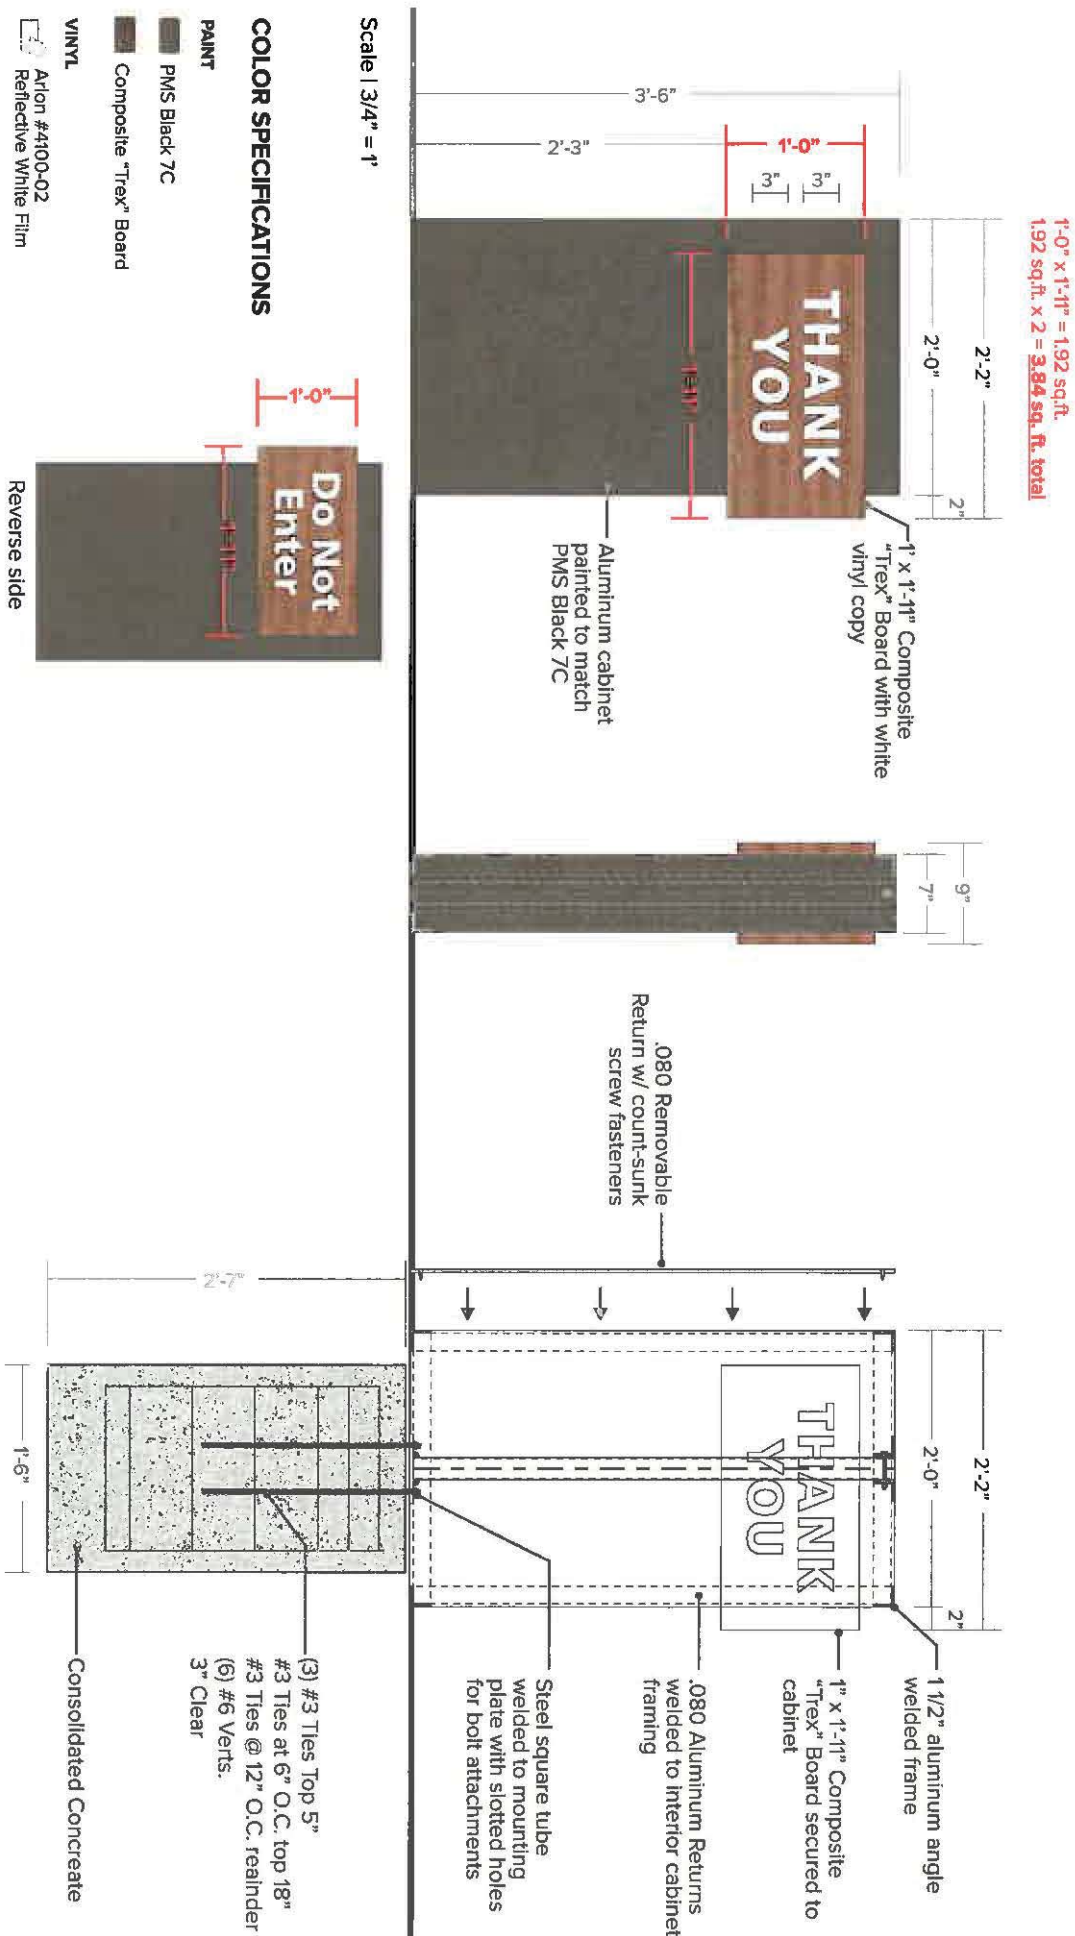 1'-0" x 1'-11" = 1.92 sq.ft.
1.92 sq.ft. x 2 = 3.84 sq. ft. total
2'-2"
2'-0"
2"
3'-6"
2'-3"
1'-0"
3"
3"
THANK
YOU
1'-11"
1' x 1'-11" Composite
"Trex" Board with white
vinyl copy
Aluminum cabinet
painted to match
PMS Black 7C
9"
7"
.080 Removable
Return w/ count-sunk
screw fasteners
2'-2"
2'-0"
2"
THANK
YOU
1 1/2" aluminum angle
welded frame
1" x 1'-11" Composite
"Trex" Board secured to
cabinet
.080 Aluminum Returns
welded to interior cabinet
framing
Steel square tube
welded to mounting
plate with slotted holes
for bolt attachments
2'-7"
1'-6"
(3) #3 Ties Top 5"
#3 Ties at 6" O.C. top 18"
#3 Ties @ 12" O.C. reainder
(6) #6 Verts.
3" Clear
Consolidated Concreate
Scale 1 3/4" = 1'
COLOR SPECIFICATIONS
PAINT
PMS Black 7C
Composite "Trex" Board
VINYL
Arlon #4100-02
Reflective White Film
1'-0"
Do Not
Enter
1'-11"
Reverse side